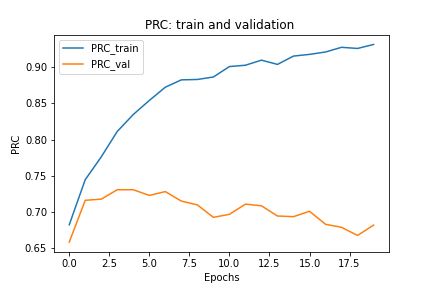 PRC: train and validation
PRC_train
PRC_val
0.90
0.85
0.80
0.75
0.70
0.65
PRC
0.0 2.5 5.0 7.5 10.0 12.5 15.0 17.5
Epochs